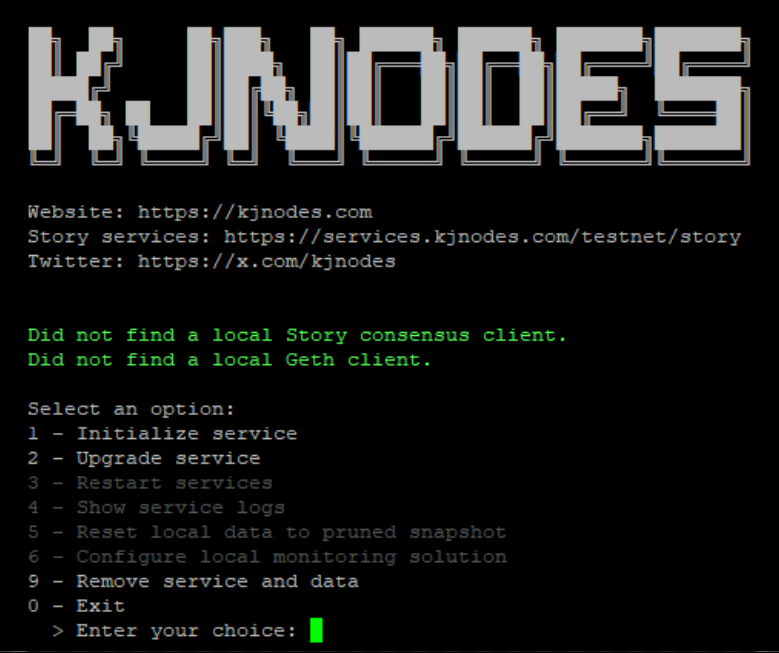 KJNODES
Website: https://kjnodes.com
Story services: https://services.kjnodes.com/testnet/story
Twitter: https://x.com/kjnodes
Did not find a local Story consensus client.
Did not find a local Geth client.
Select an option:
1 - Initialize service
2 - Upgrade service
3 - Restart services
4 - Show service logs
5 - Reset local data to pruned snapshot
6 - Configure local monitoring solution
9 - Remove service and data
0 - Exit
> Enter your choice: